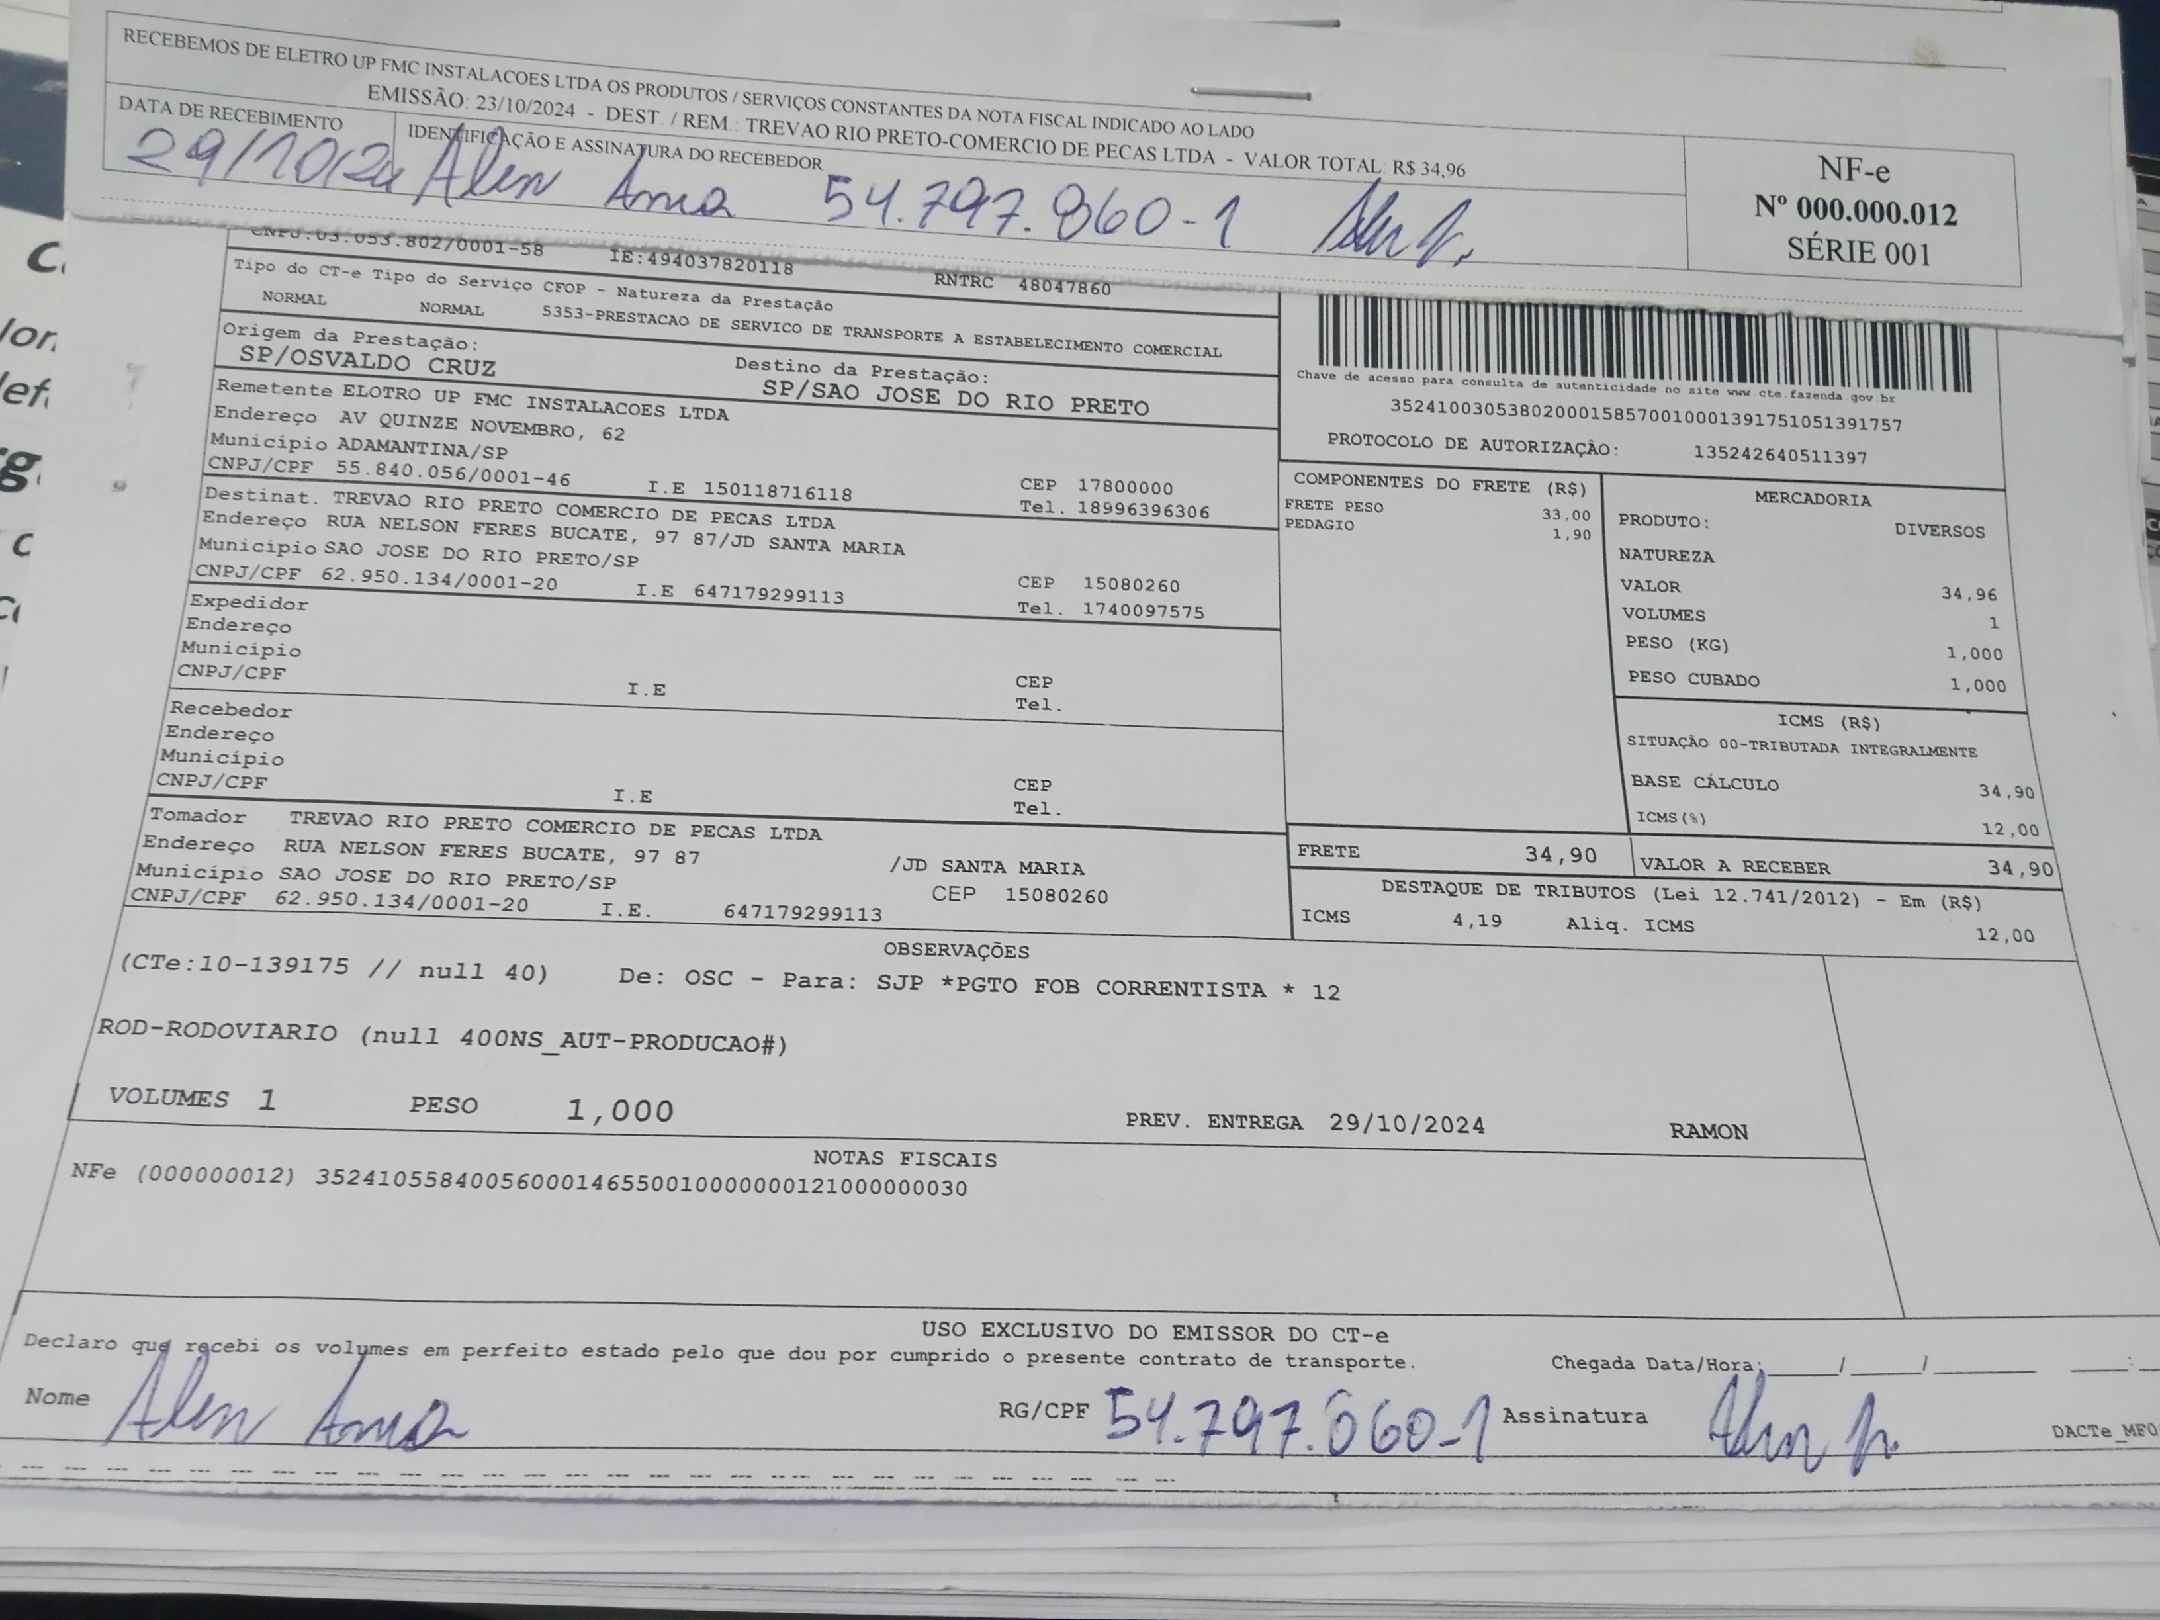 RECEBEMOS DE ELETRO UP FMC INSTALACOES LTDA OS PRODUTOS / SERVIÇOS CONSTANTES DA NOTA FISCAL INDICADO AO LADO
EMISSÃO: 23/10/2024 - DEST. / REM.: TREVAO RIO PRETO-COMERCIO DE PECAS LTDA - VALOR TOTAL: R$ 34,96
DATA DE RECEBIMENTO IDENTIFICAÇÃO E ASSINATURA DO RECEBEDOR
29/10/24 54.797.860-1
NF-e
Nº 000.000.012
SÉRIE 001
IE:494037820118 RNTRC 48047860
Tipo do CT-e Tipo do Serviço CFOP - Natureza da Prestação
NORMAL NORMAL 5353-PRESTACAO DE SERVICO DE TRANSPORTE A ESTABELECIMENTO COMERCIAL
Origem da Prestação: Destino da Prestação:
SP/OSVALDO CRUZ SP/SAO JOSE DO RIO PRETO
Remetente ELOTRO UP FMC INSTALACOES LTDA
Endereço AV QUINZE NOVEMBRO, 62
Município ADAMANTINA/SP CEP 17800000
CNPJ/CPF 55.840.056/0001-46 I.E 150118716118 Tel. 18996396306
Destinat. TREVAO RIO PRETO COMERCIO DE PECAS LTDA
Endereço RUA NELSON FERES BUCATE, 97 87/JD SANTA MARIA
Município SAO JOSE DO RIO PRETO/SP CEP 15080260
CNPJ/CPF 62.950.134/0001-20 I.E 647179299113 Tel. 1740097575
Expedidor
Endereço
Município CEP
CNPJ/CPF I.E Tel.
Recebedor
Endereço
Município CEP
CNPJ/CPF I.E Tel.
Tomador TREVAO RIO PRETO COMERCIO DE PECAS LTDA
Endereço RUA NELSON FERES BUCATE, 97 87 /JD SANTA MARIA
Município SAO JOSE DO RIO PRETO/SP CEP 15080260
CNPJ/CPF 62.950.134/0001-20 I.E. 647179299113
Chave de acesso para consulta de autenticidade no site www.cte.fazenda.gov.br
35241003053802000158570010001391751051391757
PROTOCOLO DE AUTORIZAÇÃO: 135242640511397
COMPONENTES DO FRETE (R$)
FRETE PESO 33,00
PEDAGIO 1,90
MERCADORIA
PRODUTO: DIVERSOS
NATUREZA
VALOR 34,96
VOLUMES 1
PESO (KG) 1,000
PESO CUBADO 1,000
ICMS (R$)
SITUAÇÃO 00-TRIBUTADA INTEGRALMENTE
BASE CÁLCULO 34,90
ICMS(%) 12,00
FRETE 34,90 VALOR A RECEBER 34,90
DESTAQUE DE TRIBUTOS (Lei 12.741/2012) - Em (R$)
ICMS 4,19 Aliq. ICMS 12,00
OBSERVAÇÕES
(CTe:10-139175 // null 40) De: OSC - Para: SJP *PGTO FOB CORRENTISTA * 12
ROD-RODOVIARIO (null 400NS_AUT-PRODUCAO#)
VOLUMES 1 PESO 1,000 PREV. ENTREGA 29/10/2024 RAMON
NOTAS FISCAIS
NFe (000000012) 35241055840056000146550010000000121000000030
USO EXCLUSIVO DO EMISSOR DO CT-e
Declaro que recebi os volumes em perfeito estado pelo que dou por cumprido o presente contrato de transporte. Chegada Data/Hora:
Nome RG/CPF 54.797.860-1 Assinatura